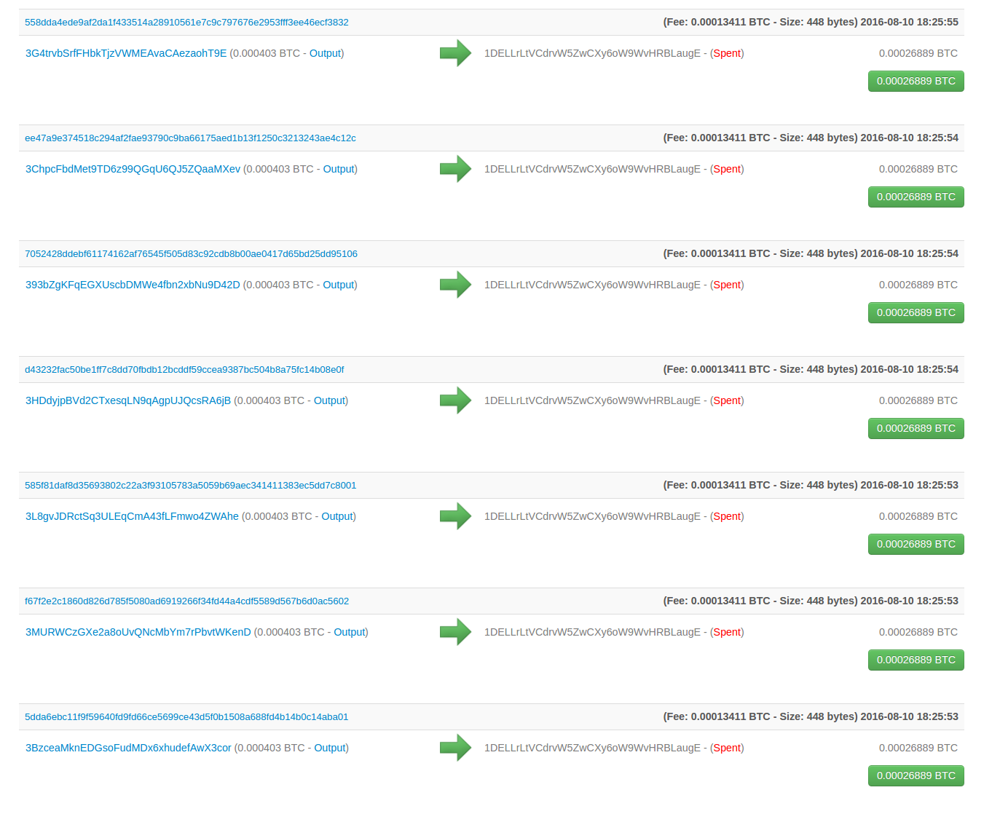 558dda4ede9af2da1f433514a28910561e7c9c797676e2953fff3ee46ecf3832 (Fee: 0.00013411 BTC - Size: 448 bytes) 2016-08-10 18:25:55
3G4trvbSrfFHbkTjzVWMEAvaCAezaohT9E (0.000403 BTC - Output) 1DELLrLtVCdrvW5ZwCXy6oW9WvHRBLaugE - (Spent) 0.00026889 BTC
0.00026889 BTC
ee47a9e374518c294af2fae93790c9ba66175aed1b13f1250c3213243ae4c12c (Fee: 0.00013411 BTC - Size: 448 bytes) 2016-08-10 18:25:54
3ChpcFbdMet9TD6z99QGqU6QJ5ZQaaMXev (0.000403 BTC - Output) 1DELLrLtVCdrvW5ZwCXy6oW9WvHRBLaugE - (Spent) 0.00026889 BTC
0.00026889 BTC
7052428ddebf61174162af76545f505d83c92cdb8b00ae0417d65bd25dd95106 (Fee: 0.00013411 BTC - Size: 448 bytes) 2016-08-10 18:25:54
393bZgKFqEGXUscbDMWe4fbn2xbNu9D42D (0.000403 BTC - Output) 1DELLrLtVCdrvW5ZwCXy6oW9WvHRBLaugE - (Spent) 0.00026889 BTC
0.00026889 BTC
d43232fac50be1ff7c8dd70fbdb12bcddf59ccea9387bc504b8a75fc14b08e0f (Fee: 0.00013411 BTC - Size: 448 bytes) 2016-08-10 18:25:54
3HDdyjpBVd2CTxesqLN9qAgpUJQcsRA6jB (0.000403 BTC - Output) 1DELLrLtVCdrvW5ZwCXy6oW9WvHRBLaugE - (Spent) 0.00026889 BTC
0.00026889 BTC
585f81daf8d35693802c22a3f93105783a5059b69aec341411383ec5dd7c8001 (Fee: 0.00013411 BTC - Size: 448 bytes) 2016-08-10 18:25:53
3L8gvJDRctSq3ULEqCmA43fLFmwo4ZWAhe (0.000403 BTC - Output) 1DELLrLtVCdrvW5ZwCXy6oW9WvHRBLaugE - (Spent) 0.00026889 BTC
0.00026889 BTC
f67f2e2c1860d826d785f5080ad6919266f34fd44a4cdf5589d567b6d0ac5602 (Fee: 0.00013411 BTC - Size: 448 bytes) 2016-08-10 18:25:53
3MURWCzGXe2a8oUvQNcMbYm7rPbvtWKenD (0.000403 BTC - Output) 1DELLrLtVCdrvW5ZwCXy6oW9WvHRBLaugE - (Spent) 0.00026889 BTC
0.00026889 BTC
5dda6ebc11f9f59640fd9fd66ce5699ce43d5f0b1508a688fd4b14b0c14aba01 (Fee: 0.00013411 BTC - Size: 448 bytes) 2016-08-10 18:25:53
3BzceaMknEDGsoFudMDx6xhudefAwX3cor (0.000403 BTC - Output) 1DELLrLtVCdrvW5ZwCXy6oW9WvHRBLaugE - (Spent) 0.00026889 BTC
0.00026889 BTC